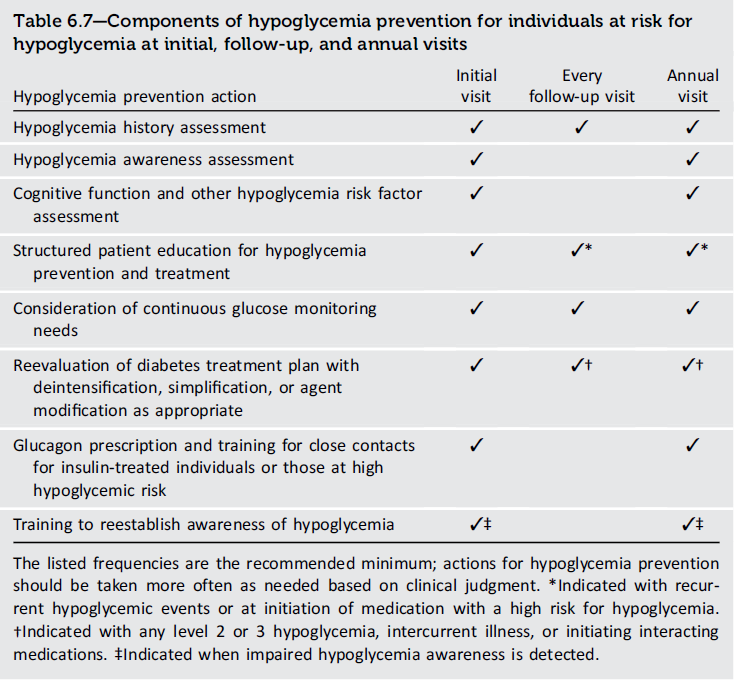 Table 6.7—Components of hypoglycemia prevention for individuals at risk for
hypoglycemia at initial, follow-up, and annual visits
Hypoglycemia prevention action Initial visit Every follow-up visit Annual visit
Hypoglycemia history assessment ✓ ✓ ✓
Hypoglycemia awareness assessment ✓ ✓
Cognitive function and other hypoglycemia risk factor ✓ ✓
assessment
Structured patient education for hypoglycemia ✓ ✓* ✓*
prevention and treatment
Consideration of continuous glucose monitoring ✓ ✓ ✓
needs
Reevaluation of diabetes treatment plan with ✓ ✓† ✓†
deintensification, simplification, or agent
modification as appropriate
Glucagon prescription and training for close contacts ✓ ✓
for insulin-treated individuals or those at high
hypoglycemic risk
Training to reestablish awareness of hypoglycemia ✓‡ ✓‡
The listed frequencies are the recommended minimum; actions for hypoglycemia prevention
should be taken more often as needed based on clinical judgment. *Indicated with recur-
rent hypoglycemic events or at initiation of medication with a high risk for hypoglycemia.
†Indicated with any level 2 or 3 hypoglycemia, intercurrent illness, or initiating interacting
medications. ‡Indicated when impaired hypoglycemia awareness is detected.